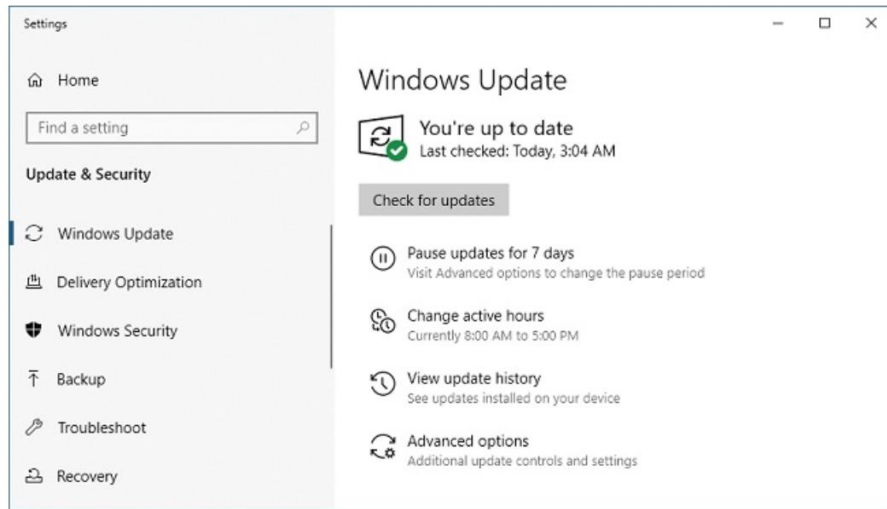 Settings
Home
Find a setting
Update & Security
Windows Update
Delivery Optimization
Windows Security
Backup
Troubleshoot
Recovery
Windows Update
You're up to date
Last checked: Today, 3:04 AM
Check for updates
Pause updates for 7 days
Visit Advanced options to change the pause period
Change active hours
Currently 8:00 AM to 5:00 PM
View update history
See updates installed on your device
Advanced options
Additional update controls and settings